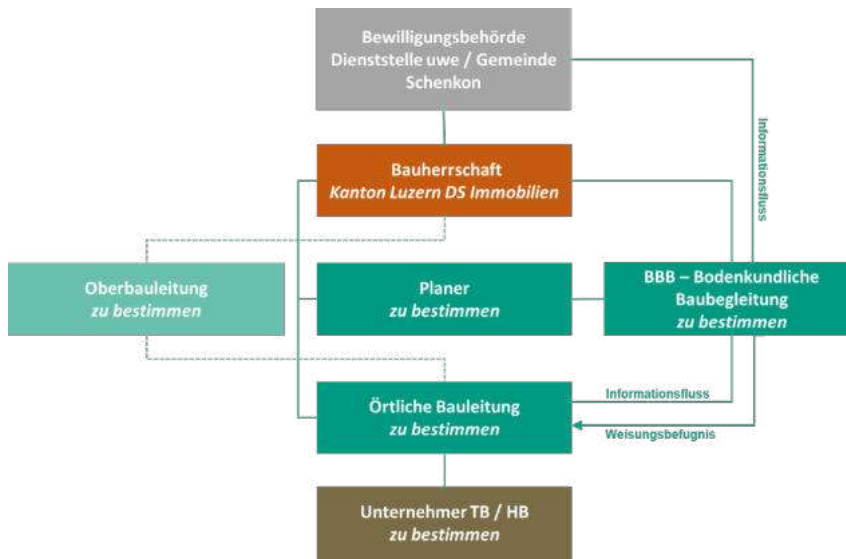 Bewilligungsbehörde
Dienststelle uwe / Gemeinde
Schenkon
Informationsfluss
Bauherrschaft
Kanton Luzern DS Immobilien
Oberbauleitung
zu bestimmen
Planer
zu bestimmen
BBB – Bodenkundliche
Baubegleitung
zu bestimmen
Örtliche Bauleitung
zu bestimmen
Informationsfluss
Weisungsbefugnis
Unternehmer TB / HB
zu bestimmen